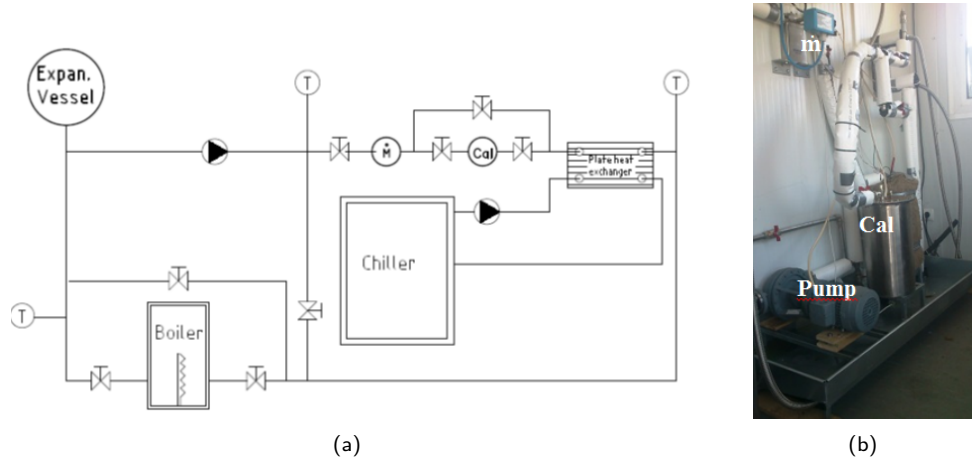 Expan.
Vessel
T
T
Ṁ
Cal
Plate heat
exchanger
Chiller
T
Boiler
ṁ
Cal
Pump
(a)
(b)